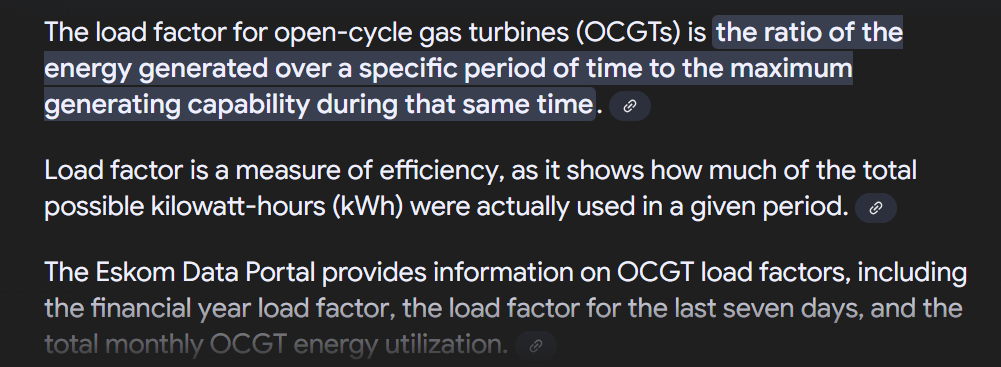 The load factor for open-cycle gas turbines (OCGTs) is the ratio of the
energy generated over a specific period of time to the maximum
generating capability during that same time.
Load factor is a measure of efficiency, as it shows how much of the total
possible kilowatt-hours (kWh) were actually used in a given period.
The Eskom Data Portal provides information on OCGT load factors, including
the financial year load factor, the load factor for the last seven days, and the
total monthly OCGT energy utilization.